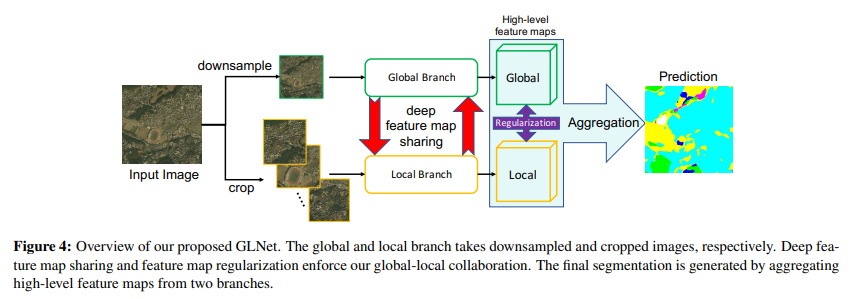 High-level
feature maps
downsample
Global Branch
Global
Prediction
deep
feature map
sharing
Regularization
Aggregation
Input Image
crop
Local Branch
Local
Figure 4: Overview of our proposed GLNet. The global and local branch takes downsampled and cropped images, respectively. Deep fea-
ture map sharing and feature map regularization enforce our global-local collaboration. The final segmentation is generated by aggregating
high-level feature maps from two branches.